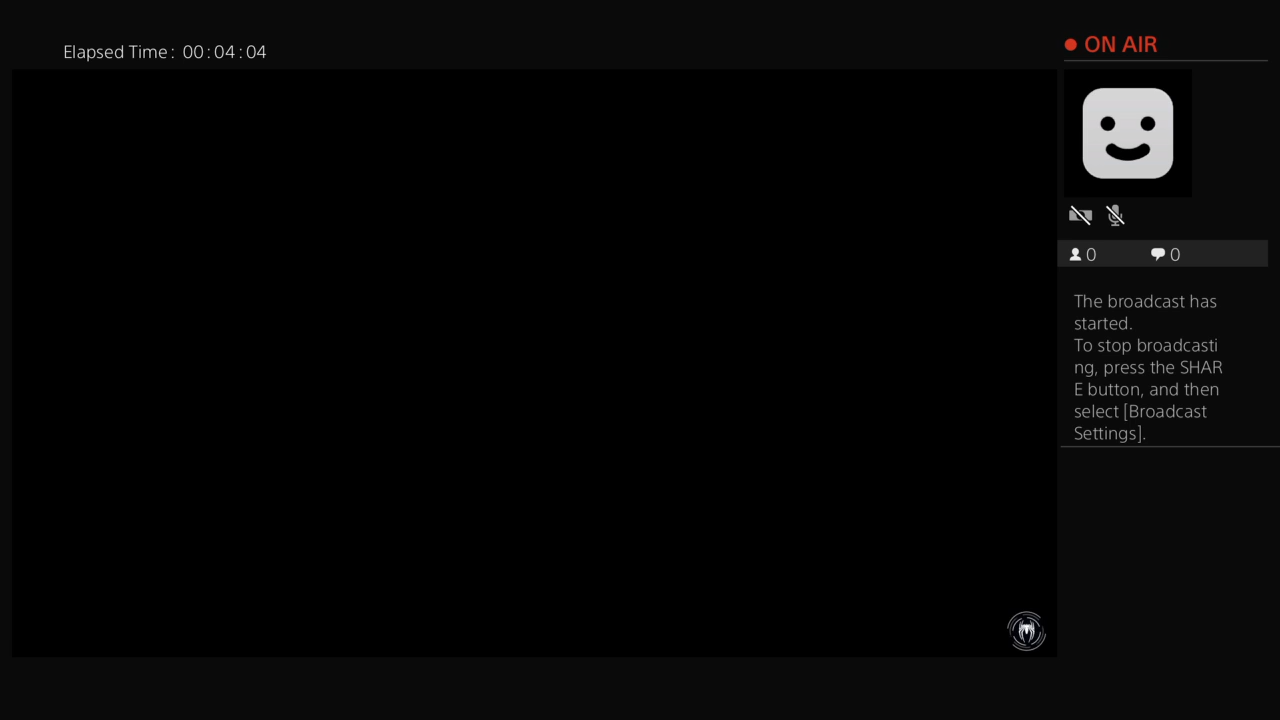 Elapsed Time: 00:04:04
ON AIR
0 0
The broadcast has
started.
To stop broadcasti
ng, press the SHAR
E button, and then
select [Broadcast
Settings].